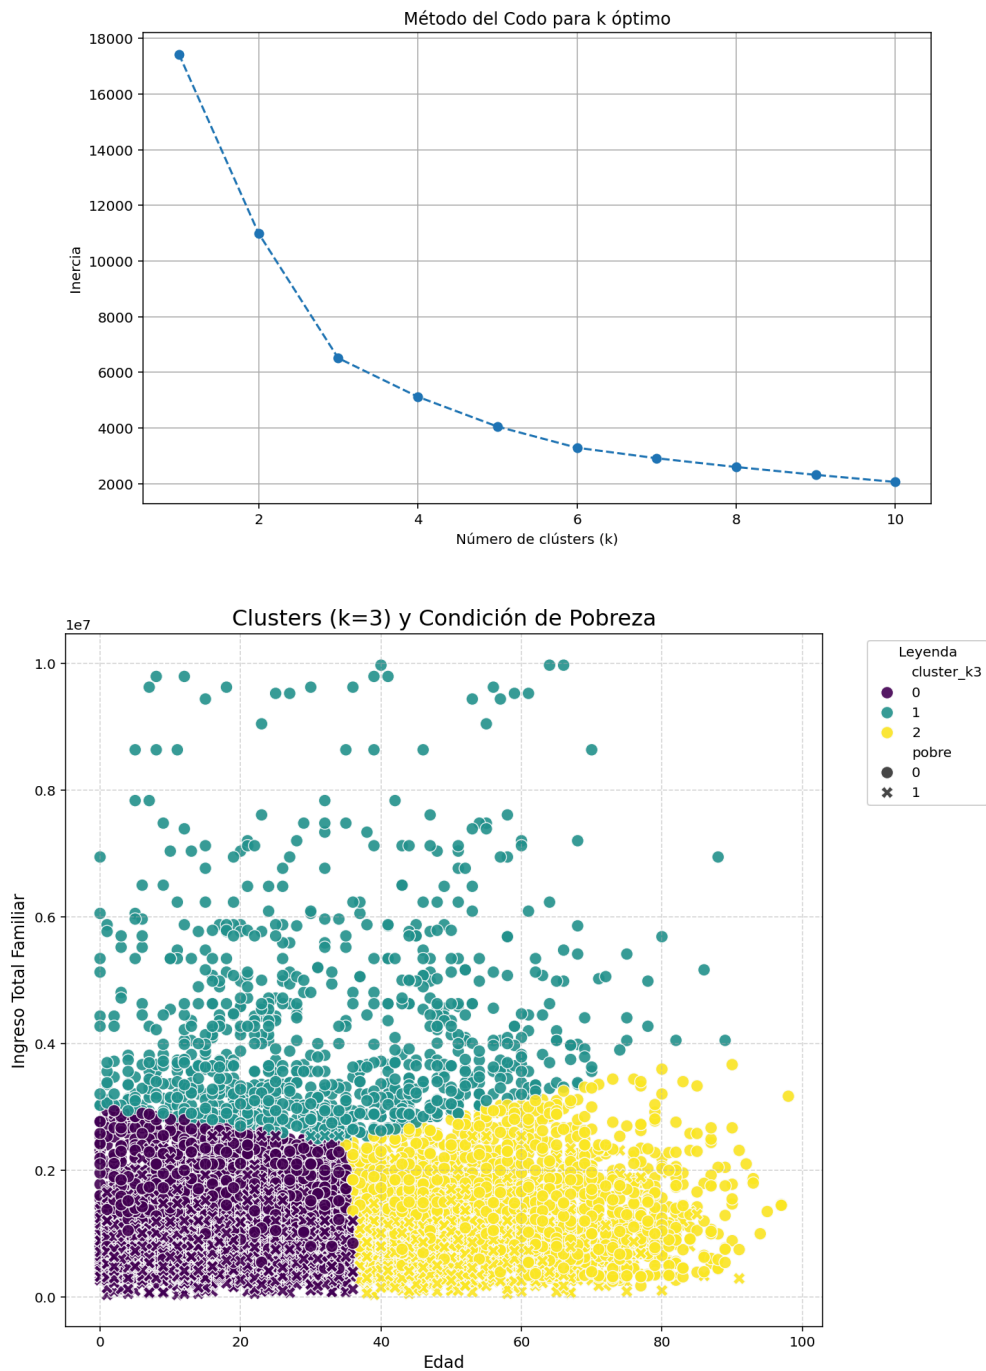 Método del Codo para k óptimo
18000
16000
14000
12000
10000
8000
6000
4000
2000
Inercia
2 4 6 8 10
Número de clústers (k)
Clusters (k=3) y Condición de Pobreza
1e7
1.0
0.8
0.6
0.4
0.2
0.0
Ingreso Total Familiar
0 20 40 60 80 100
Edad
Leyenda
cluster_k3
0
1
2
pobre
0
1